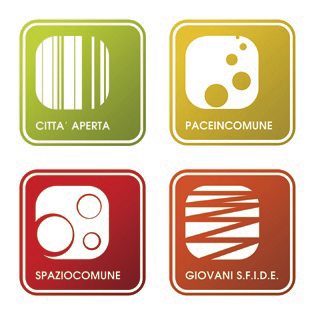 CITTA' APERTA
PACEINCOMUNE
SPAZIOCOMUNE
GIOVANI S.F.I.D.E.